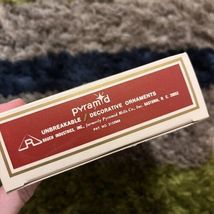 pyramid
UNBREAKABLE / DECORATIVE ORNAMENTS
RAUCH INDUSTRIES, INC., formerly Pyramid Mills Co., Inc. GASTONIA, N. C. 28052
PAT. NO.